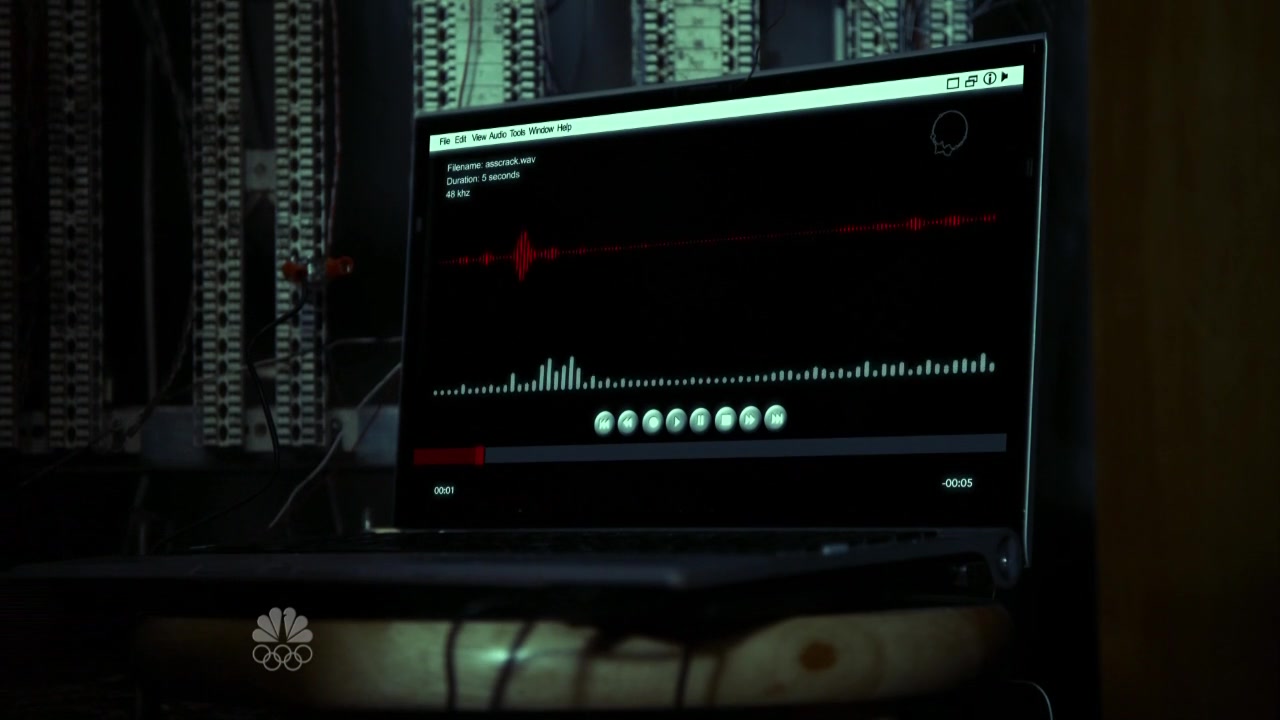 File Edit View Audio Tools Window Help
Filename: asscrack.wav
Duration: 5 seconds
48 khz
00:01
-00:05